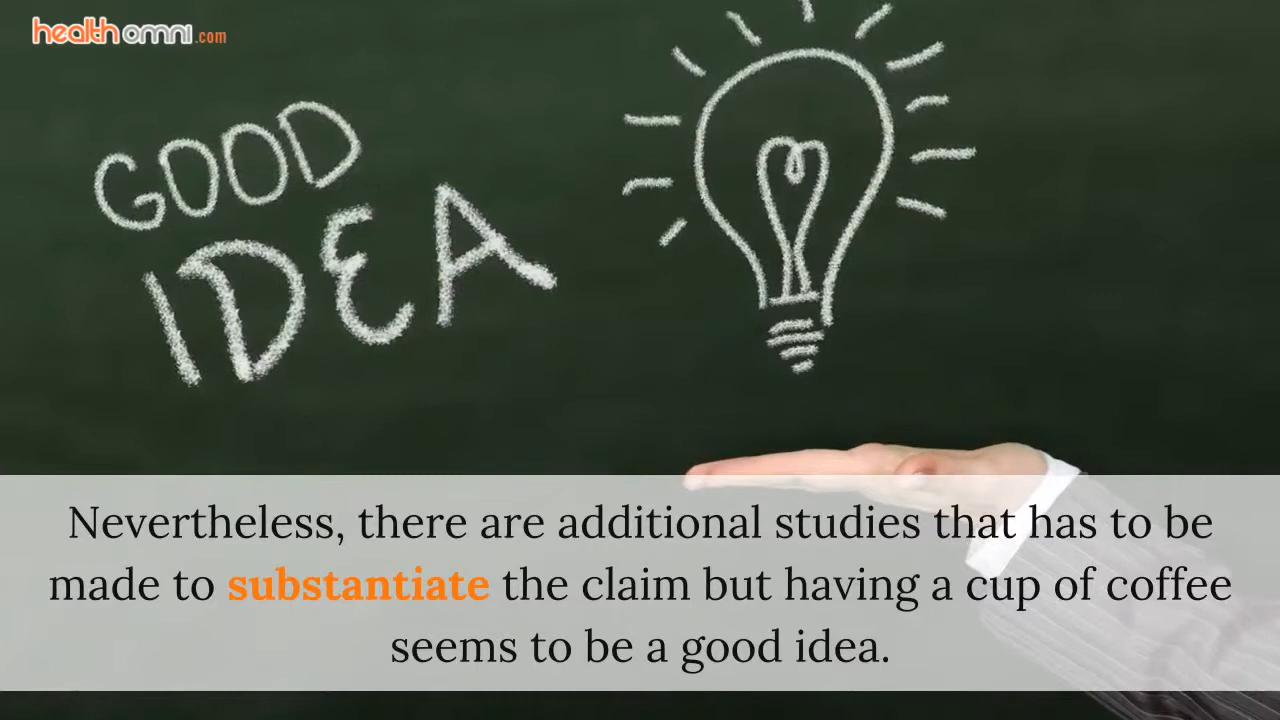 healthomni.com
GOOD
IDEA
Nevertheless, there are additional studies that has to be
made to substantiate the claim but having a cup of coffee
seems to be a good idea.